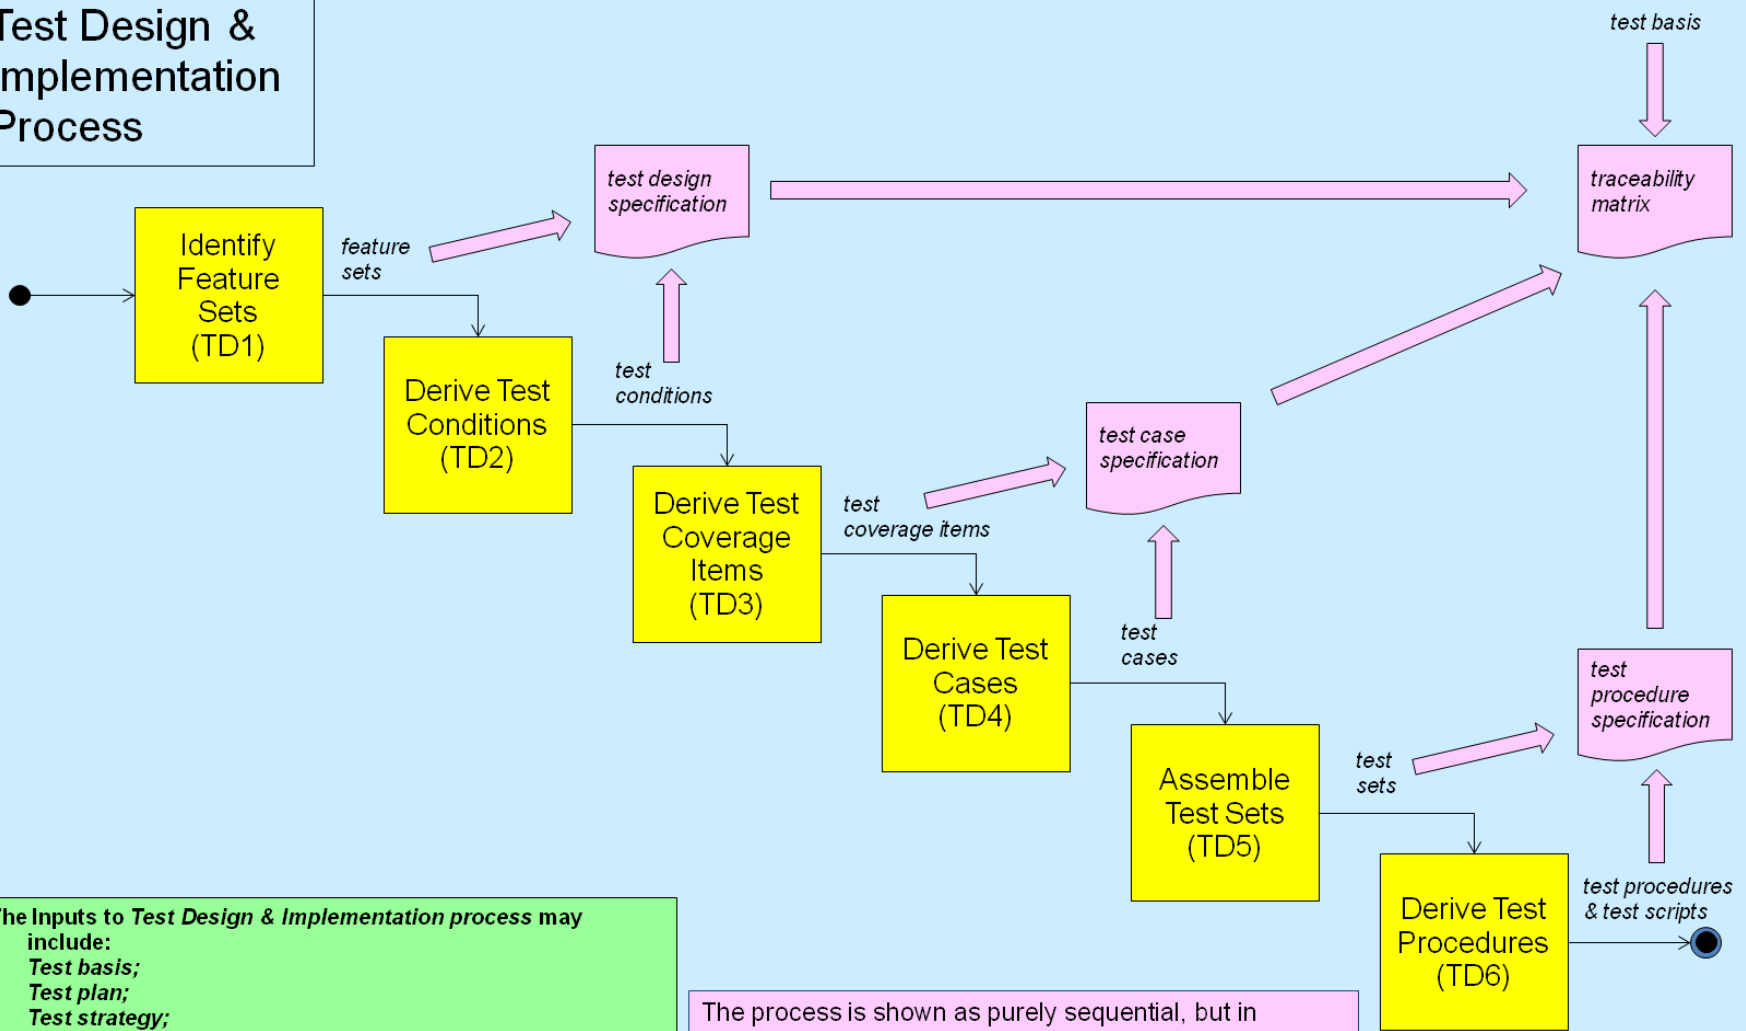 Test Design &
Implementation
Process
test basis
test design
specification
traceability
matrix
Identify
Feature
Sets
(TD1)
feature
sets
Derive Test
Conditions
(TD2)
test
conditions
test case
specification
Derive Test
Coverage
Items
(TD3)
test
coverage items
Derive Test
Cases
(TD4)
test
cases
test
procedure
specification
Assemble
Test Sets
(TD5)
test
sets
Derive Test
Procedures
(TD6)
test procedures
& test scripts
The Inputs to Test Design & Implementation process may
include:
Test basis;
Test plan;
Test strategy;
The process is shown as purely sequential, but in